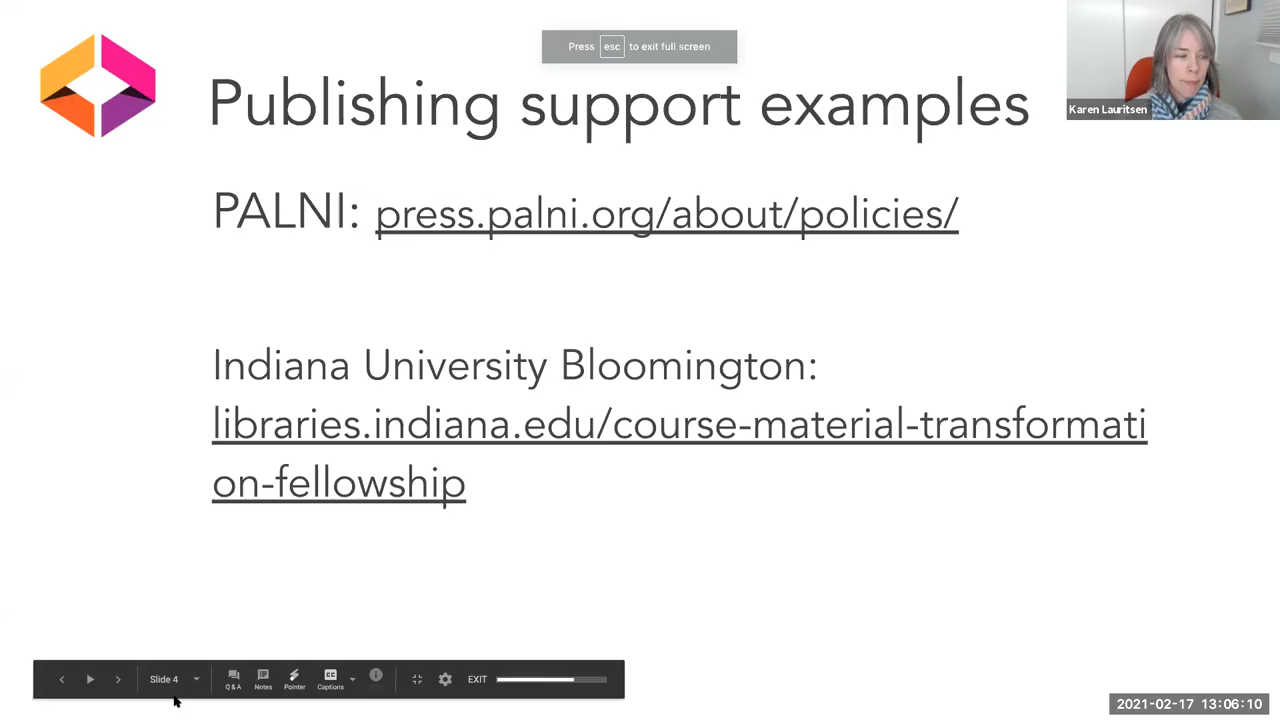 Press esc to exit full screen
Karen Lauritsen
Publishing support examples
PALNI: press.palni.org/about/policies/
Indiana University Bloomington:
libraries.indiana.edu/course-material-transformati
on-fellowship
Slide 4
Q & A
Notes
Pointer
Captions
CC
EXIT
2021-02-17 13:06:10